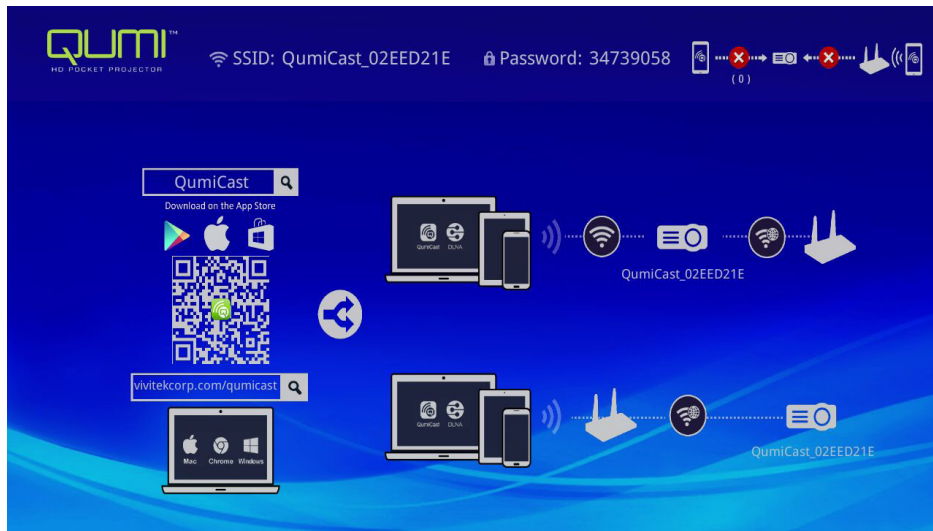 QUMI™
HD POCKET PROJECTOR
SSID: QumiCast_02EED21E
Password: 34739058
(0)
QumiCast
Download on the App Store
QumiCast DLNA
QumiCast_02EED21E
vivitekcorp.com/qumicast
Mac Chrome Windows
QumiCast DLNA
QumiCast_02EED21E